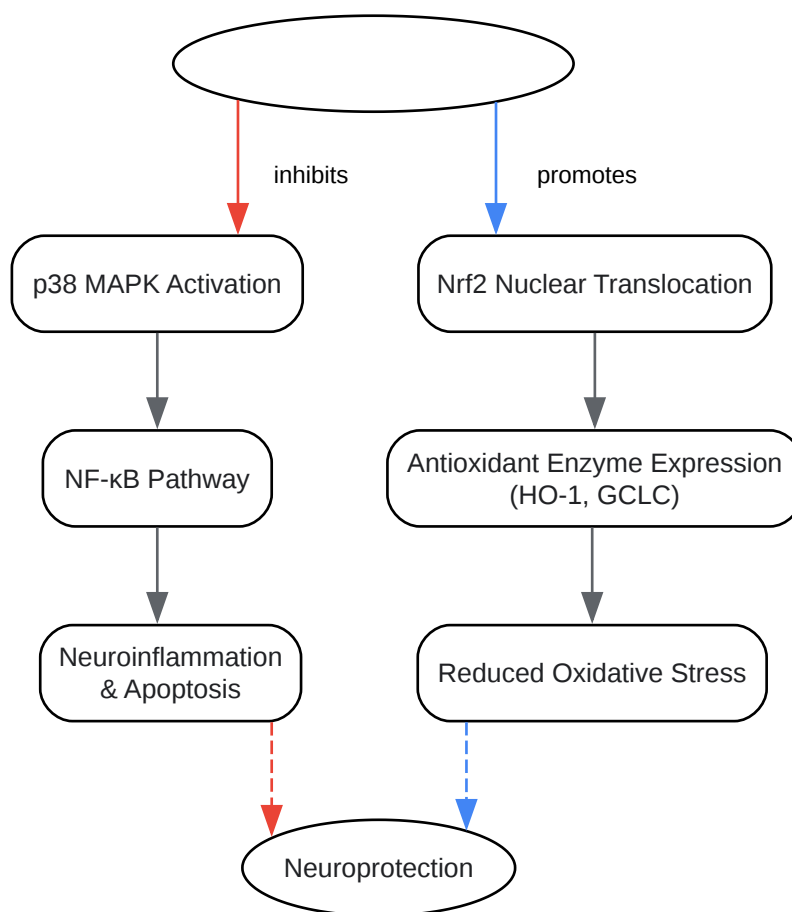 inhibits
promotes
p38 MAPK Activation
Nrf2 Nuclear Translocation
NF-κB Pathway
Antioxidant Enzyme Expression
(HO-1, GCLC)
Neuroinflammation
& Apoptosis
Reduced Oxidative Stress
Neuroprotection